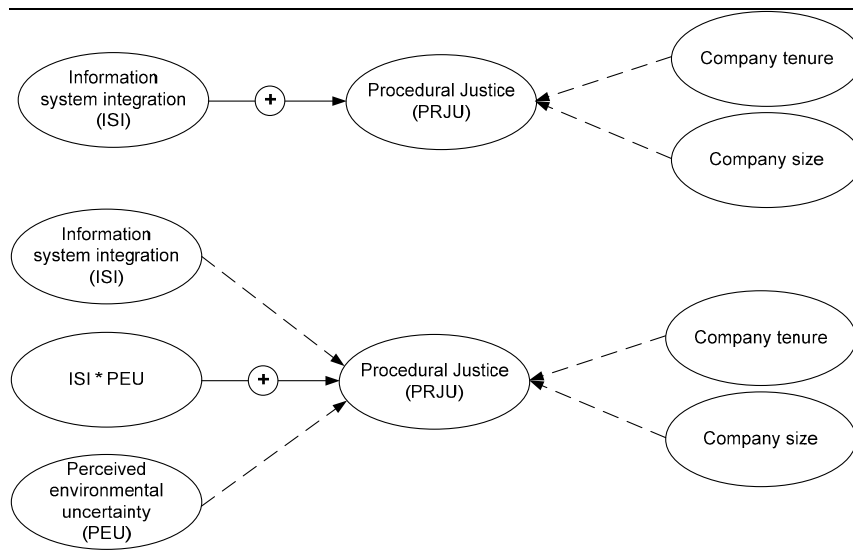 Information
system integration
(ISI)
+
Procedural Justice
(PRJU)
Company tenure
Company size
Information
system integration
(ISI)
ISI * PEU
+
Perceived
environmental
uncertainty
(PEU)
Procedural Justice
(PRJU)
Company tenure
Company size